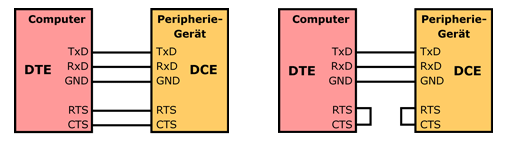 Computer
Peripherie-
Gerät
TxD TxD
RxD RxD
DTE DCE
GND GND
RTS RTS
CTS CTS
Computer
Peripherie-
Gerät
TxD TxD
RxD RxD
DTE DCE
GND GND
RTS RTS
CTS CTS